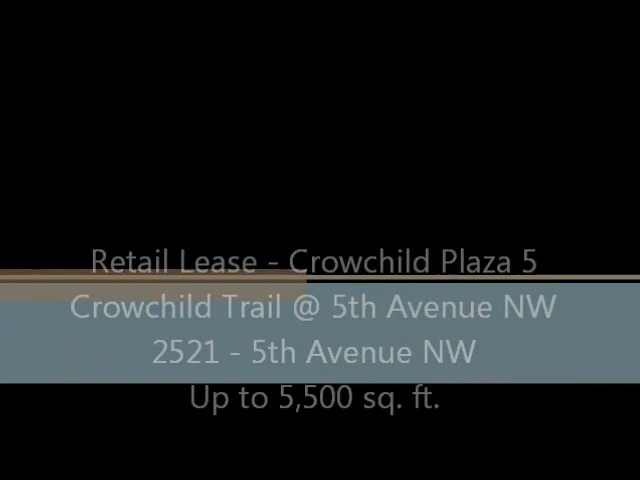 Retail Lease - Crowchild Plaza 5
Crowchild Trail @ 5th Avenue NW
2521 - 5th Avenue NW
Up to 5,500 sq. ft.